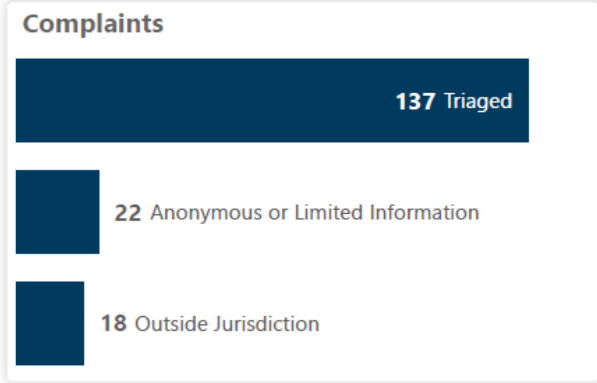 Complaints
137 Triaged
22 Anonymous or Limited Information
18 Outside Jurisdiction